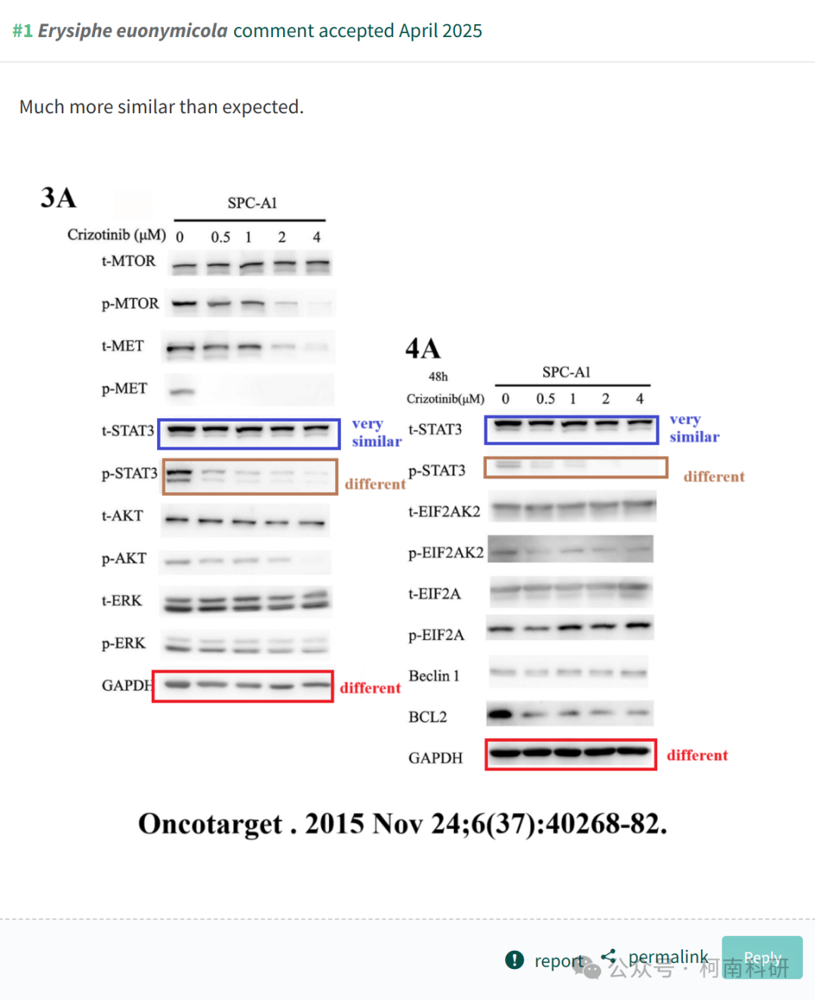 #1 Erysiphe euonymicola comment accepted April 2025
Much more similar than expected.
3A
SPC-A1
Crizotinib (µM) 0 0.5 1 2 4
t-MTOR
p-MTOR
t-MET
p-MET
t-STAT3
very similar
p-STAT3
different
t-AKT
p-AKT
t-ERK
p-ERK
GAPDH
different
4A
48h
SPC-A1
Crizotinib(µM) 0 0.5 1 2 4
t-STAT3
very similar
p-STAT3
different
t-EIF2AK2
p-EIF2AK2
t-EIF2A
p-EIF2A
Beclin 1
BCL2
GAPDH
different
Oncotarget . 2015 Nov 24;6(37):40268-82.
report permalink Reply
公众号 · 柯南科研